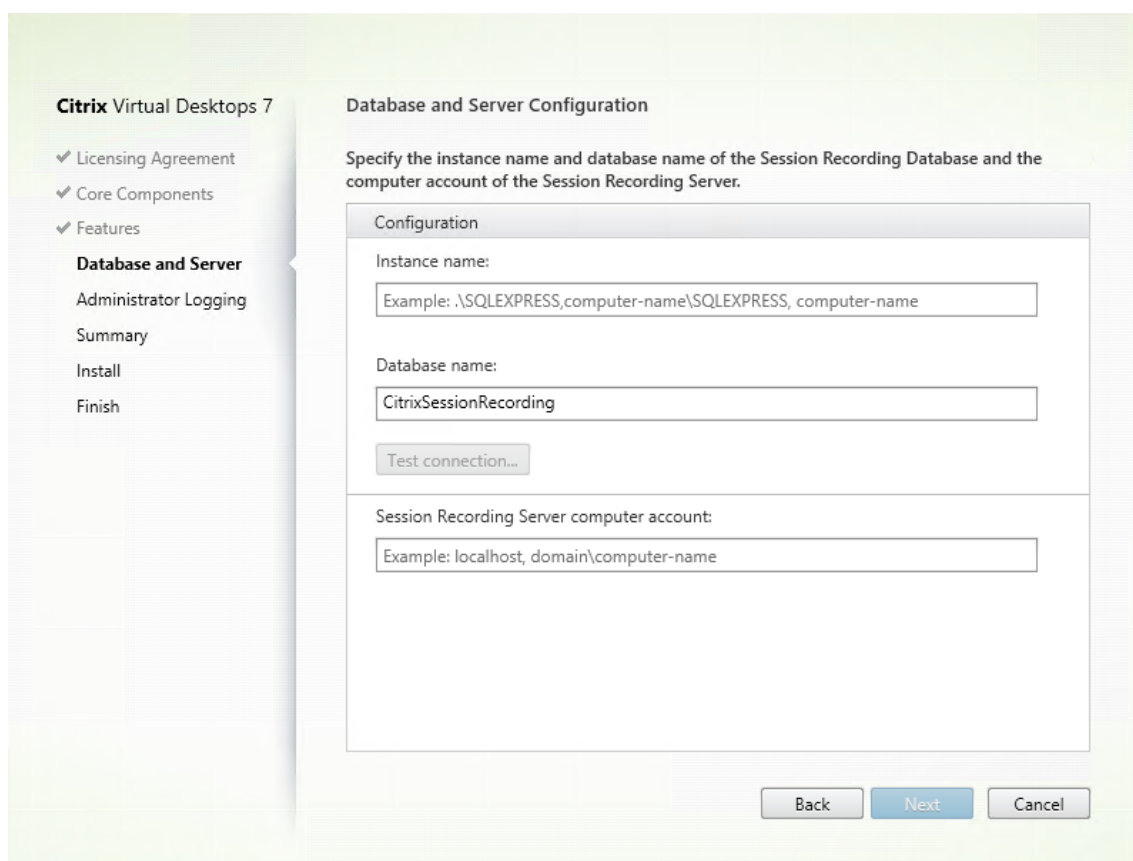 Citrix Virtual Desktops 7
✔ Licensing Agreement
✔ Core Components
✔ Features
Database and Server
Administrator Logging
Summary
Install
Finish
Database and Server Configuration
Specify the instance name and database name of the Session Recording Database and the
computer account of the Session Recording Server.
Configuration
Instance name:
Example: .\SQLEXPRESS,computer-name\SQLEXPRESS, computer-name
Database name:
CitrixSessionRecording
Test connection...
Session Recording Server computer account:
Example: localhost, domain\computer-name
Back
Next
Cancel